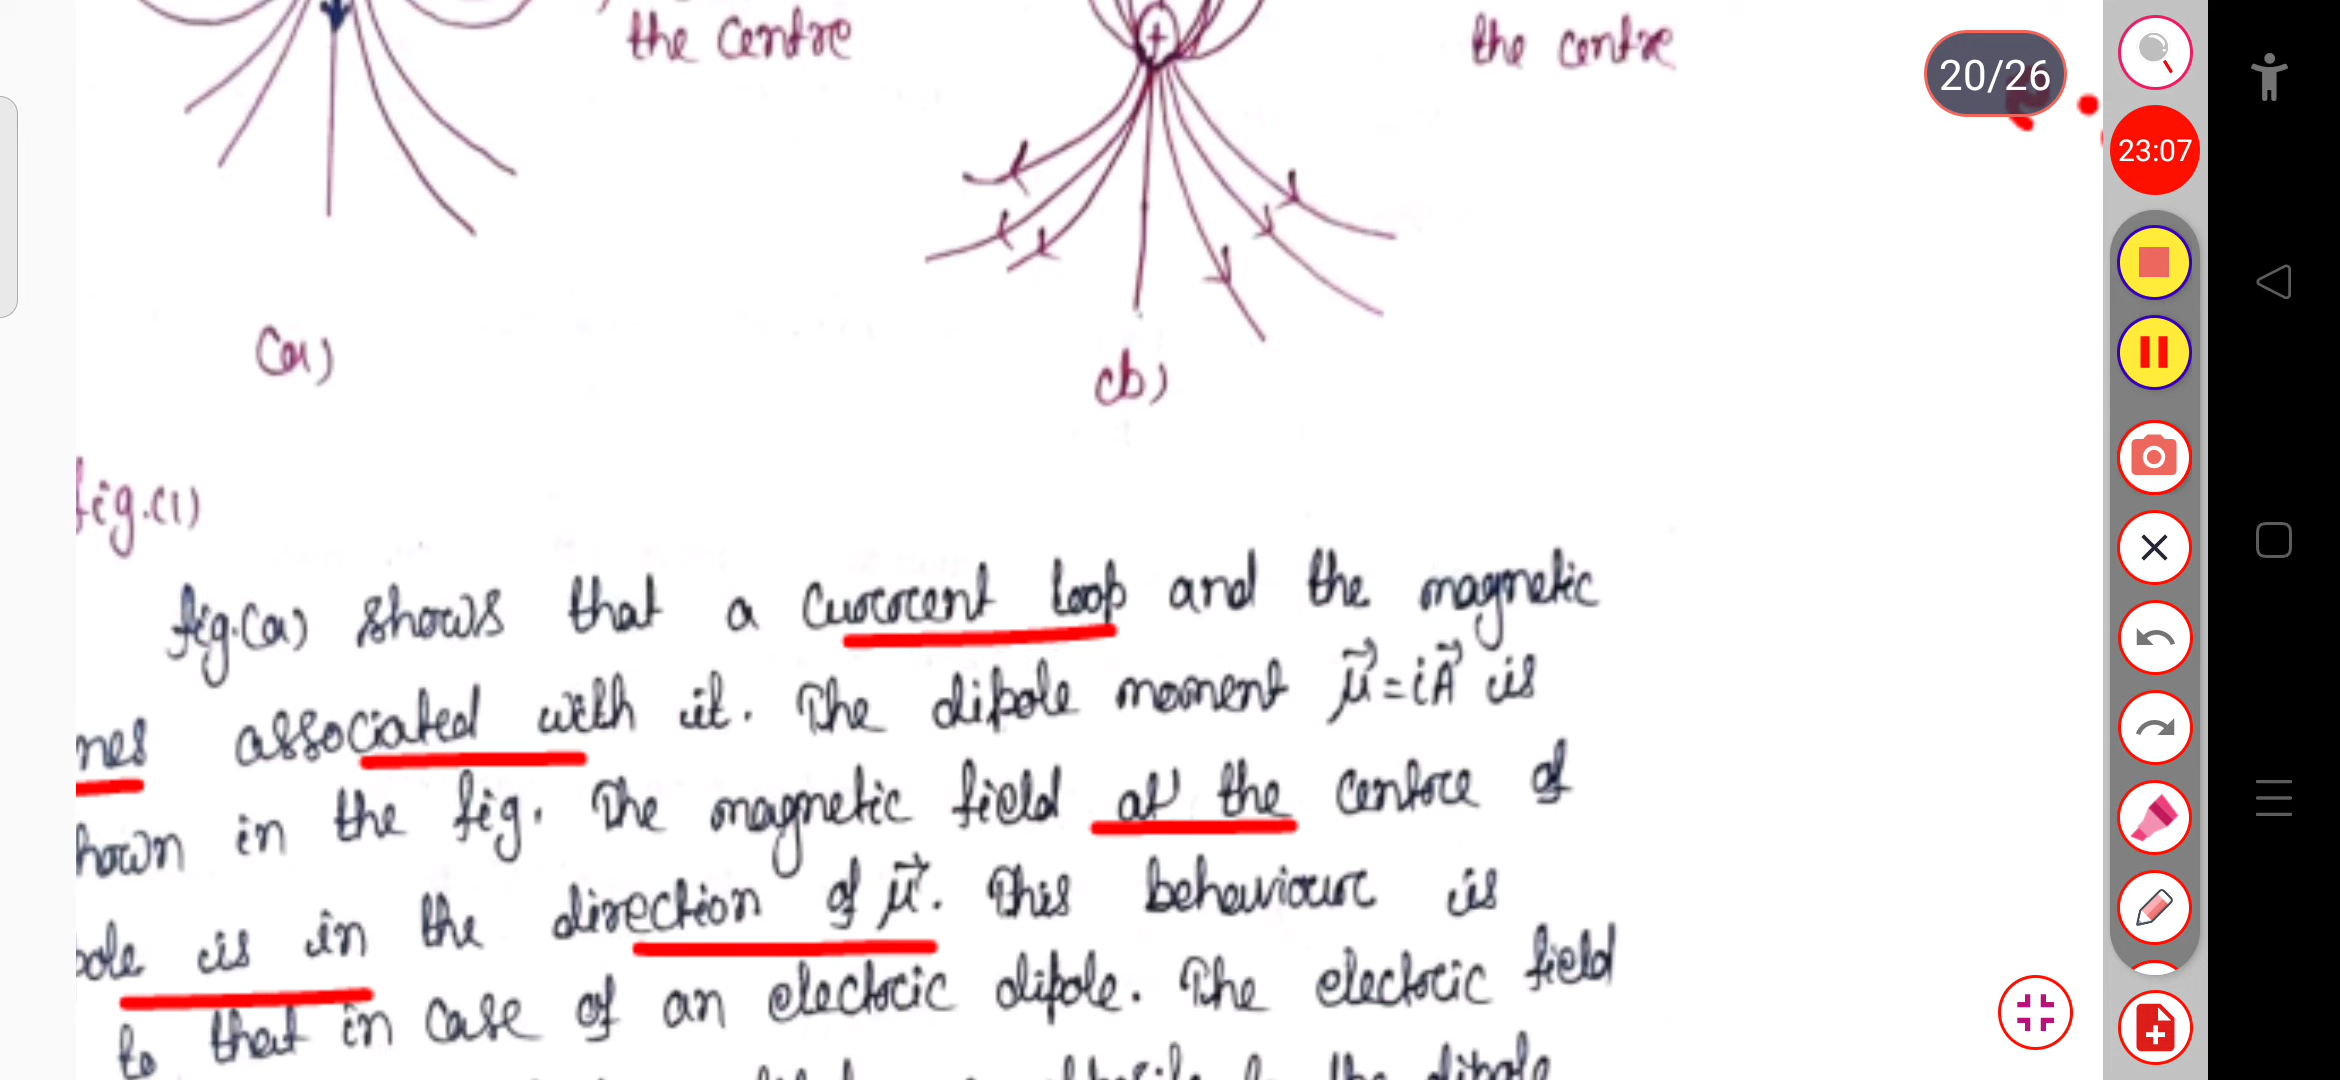 the centre
the centre
20/26
23:07
+
(a)
(b)
fig.(1)
fig.(a) shows that a current loop and the magnetic
nes associated with it. The dipole moment μ⃗ = iA⃗ is
hown in the fig. The magnetic field at the centre of
pole is in the direction of μ⃗. This behaviour is
to that in case of an electric dipole. The electric field
the dipole